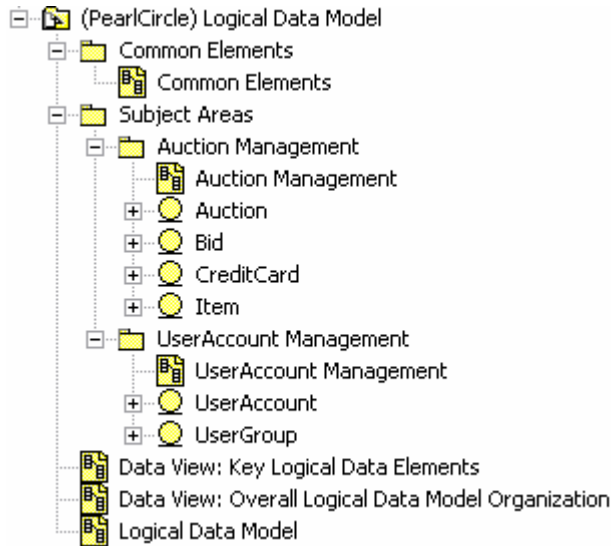 (PearlCircle) Logical Data Model
Common Elements
Common Elements
Subject Areas
Auction Management
Auction Management
Auction
Bid
CreditCard
Item
UserAccount Management
UserAccount Management
UserAccount
UserGroup
Data View: Key Logical Data Elements
Data View: Overall Logical Data Model Organization
Logical Data Model